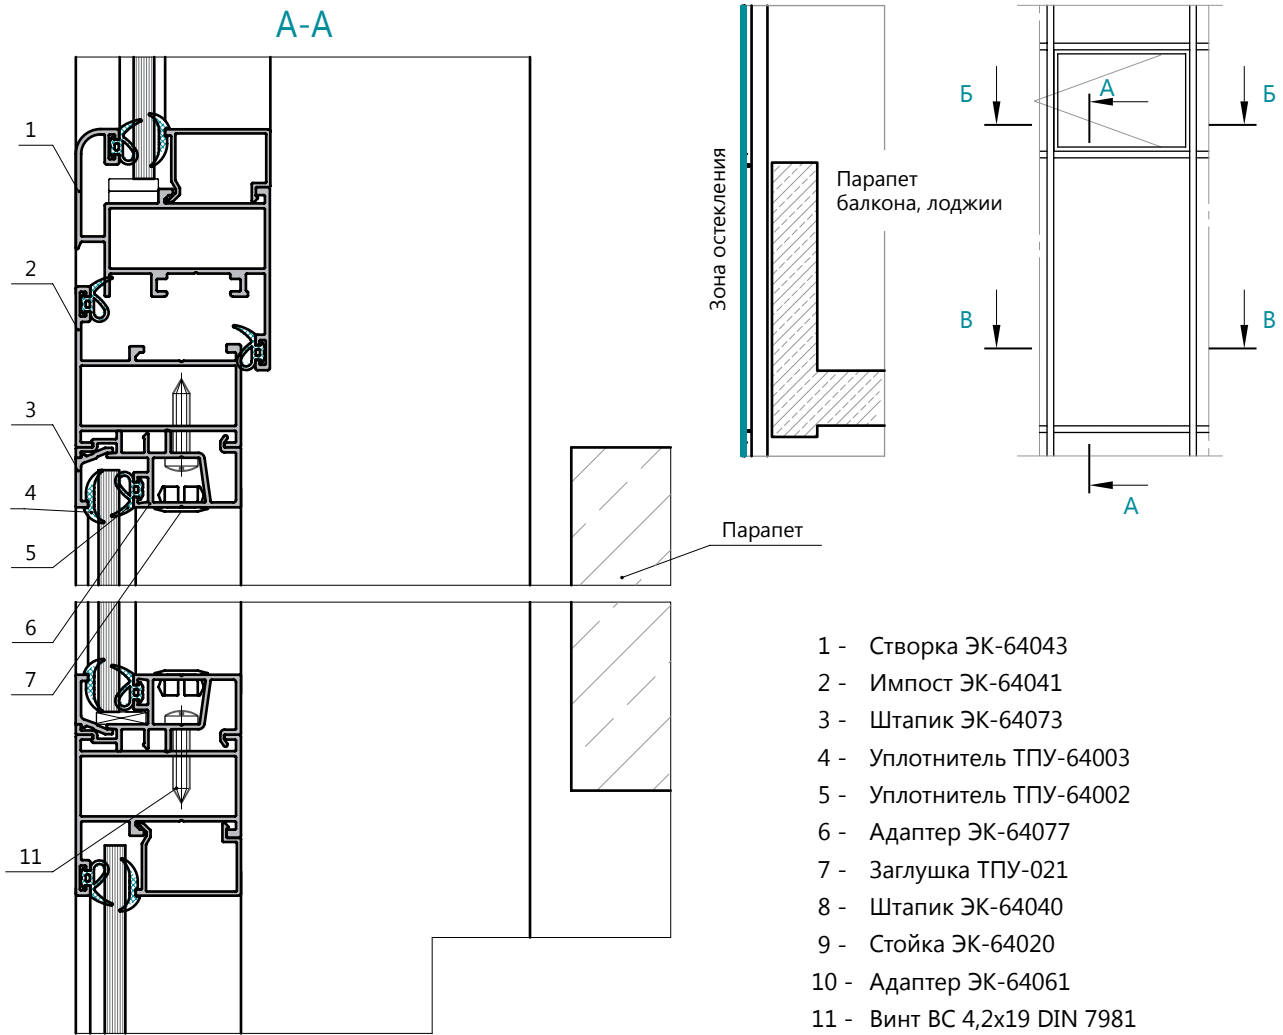 А-А
1
2
3
4
5
6
7
11
Зона остекления
Парапет
балкона, лоджии
Б
Б
А
В
В
А
Парапет
1 - Створка ЭК-64043
2 - Импост ЭК-64041
3 - Штапик ЭК-64073
4 - Уплотнитель ТПУ-64003
5 - Уплотнитель ТПУ-64002
6 - Адаптер ЭК-64077
7 - Заглушка ТПУ-021
8 - Штапик ЭК-64040
9 - Стойка ЭК-64020
10 - Адаптер ЭК-64061
11 - Винт ВС 4,2х19 DIN 7981